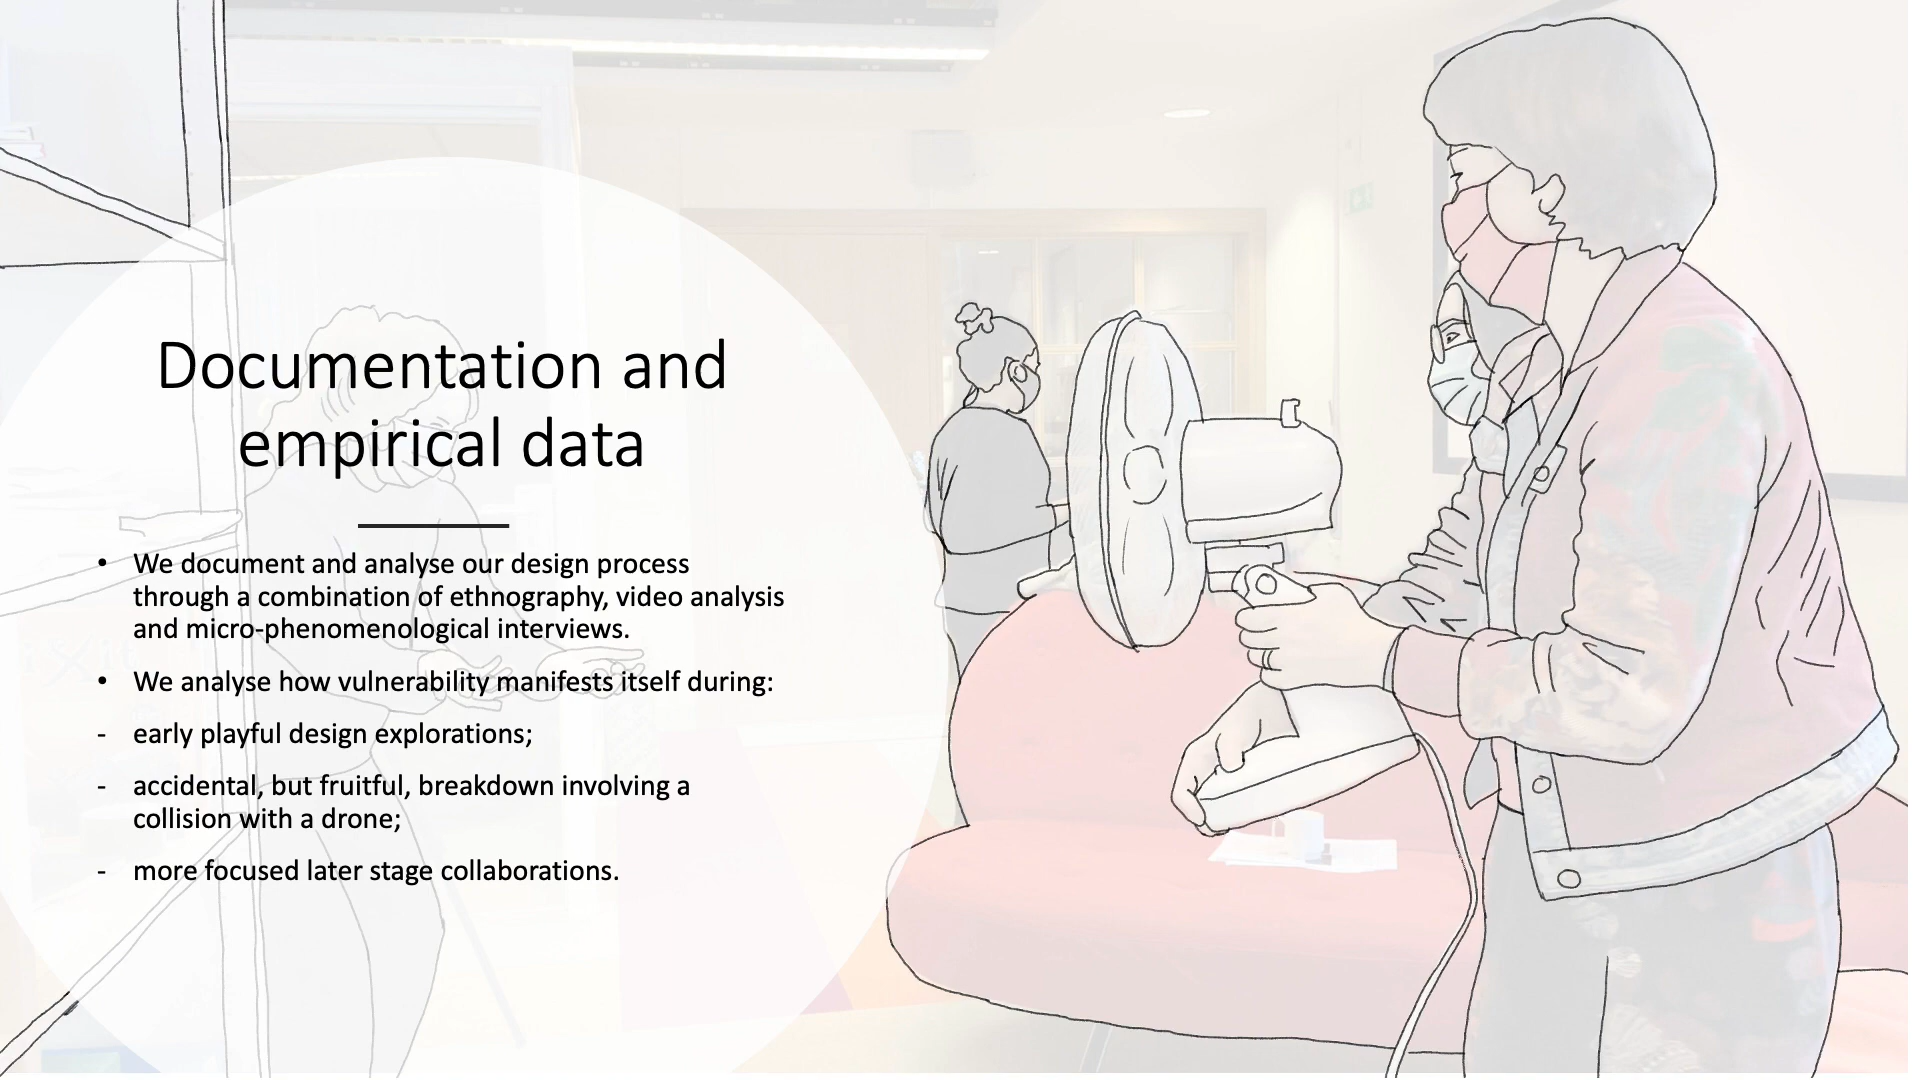 Documentation and
empirical data
• We document and analyse our design process
through a combination of ethnography, video analysis
and micro-phenomenological interviews.
• We analyse how vulnerability manifests itself during:
- early playful design explorations;
- accidental, but fruitful, breakdown involving a
collision with a drone;
- more focused later stage collaborations.